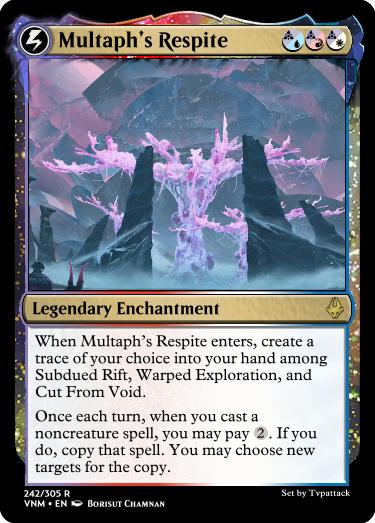 Multaph's Respite
Legendary Enchantment
When Multaph's Respite enters, create a
trace of your choice into your hand among
Subdued Rift, Warped Exploration, and
Cut From Void.
Once each turn, when you cast a
noncreature spell, you may pay 2. If you
do, copy that spell. You may choose new
targets for the copy.
242/305 R
Set by Tvpattack
VNM • EN Borisut Chamnan